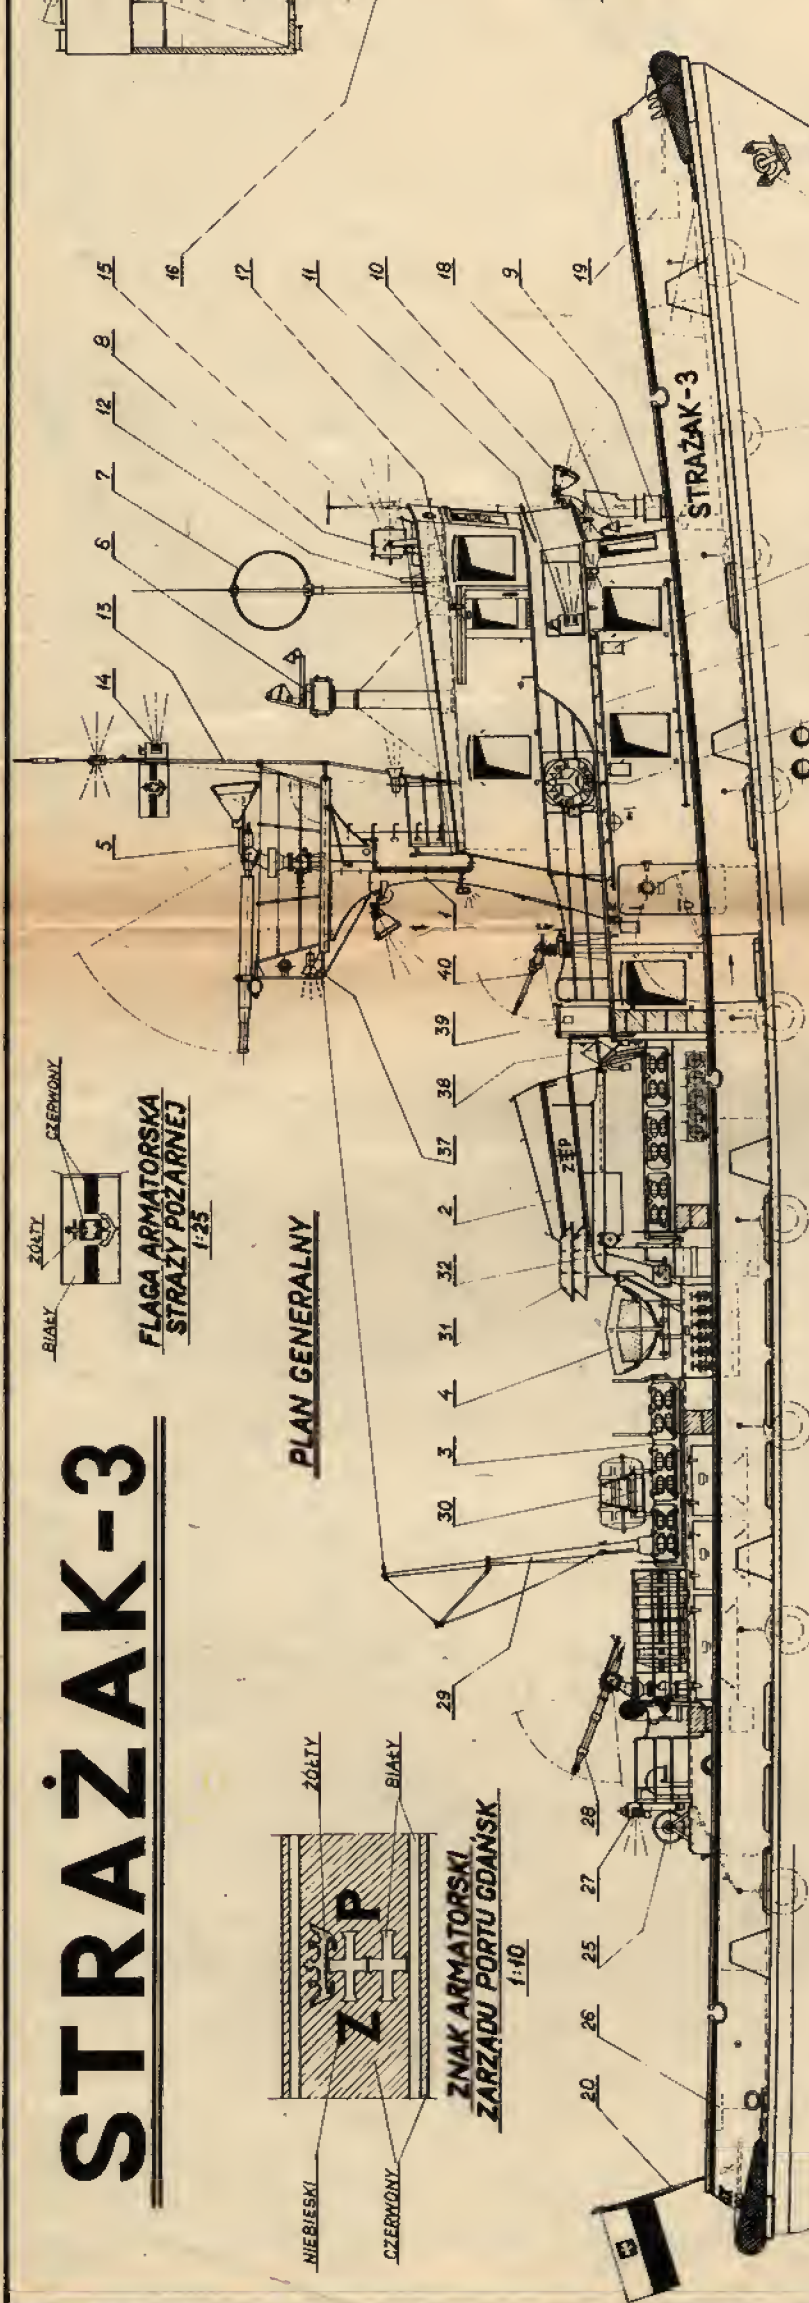 STRAŻAK-3
BIAŁY
ŻÓŁTY
CZERWONY
FLAGA ARMATORSKA
STRAŻY POŻARNEJ
1:25
PLAN GENERALNY
NIEBIESKI
ŻÓŁTY
CZERWONY
BIAŁY
Z P
ZNAK ARMATORSKI
ZARZĄDU PORTU GDAŃSK
1:10
5 14 13 6 7 12 8 15
16
17
11
10
18
9
19
29 30 3 4 31 32 2 37 38 39 40 1
20 26 25 27 28
Z P
STRAŻAK-3